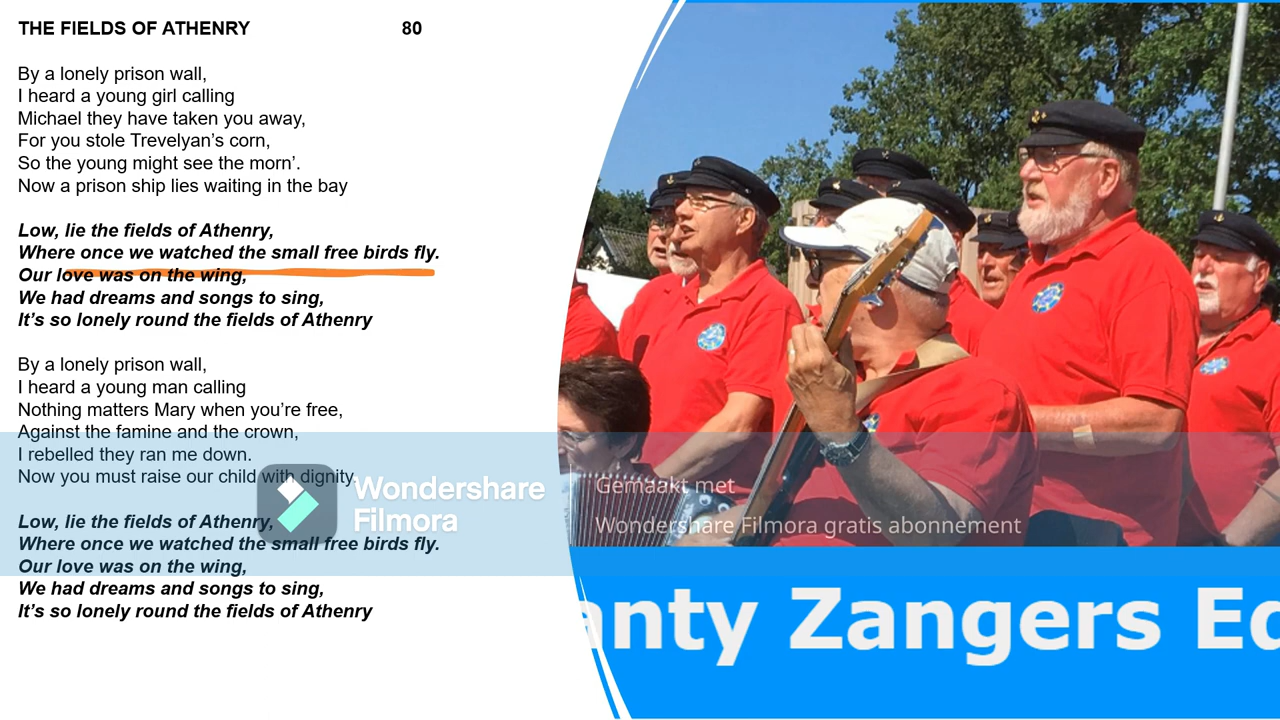 THE FIELDS OF ATHENRY 80
By a lonely prison wall,
I heard a young girl calling
Michael they have taken you away,
For you stole Trevelyan's corn,
So the young might see the morn'.
Now a prison ship lies waiting in the bay
Low, lie the fields of Athenry,
Where once we watched the small free birds fly.
Our love was on the wing,
We had dreams and songs to sing,
It's so lonely round the fields of Athenry
By a lonely prison wall,
I heard a young man calling
Nothing matters Mary when you're free,
Against the famine and the crown,
I rebelled they ran me down.
Now you must raise our child with dignity
Low, lie the fields of Athenry,
Where once we watched the small free birds fly.
Our love was on the wing,
We had dreams and songs to sing,
It's so lonely round the fields of Athenry
Wondershare
Filmora
Gemaakt met
Wondershare Filmora gratis abonnement
anty Zangers Ed